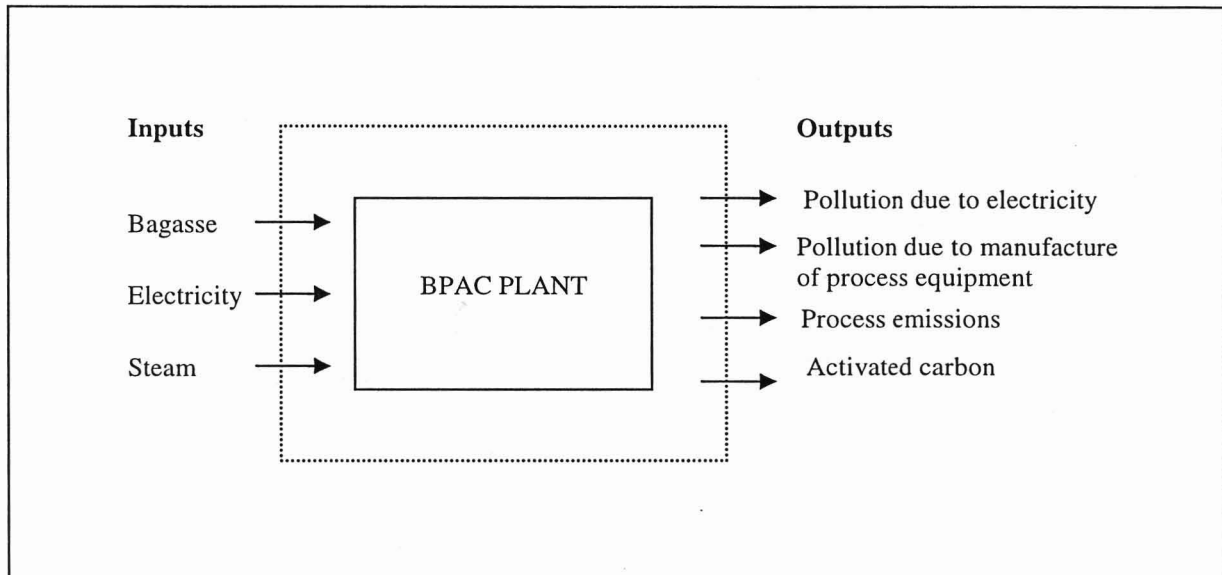 Inputs
Outputs
Bagasse
Electricity
Steam
BPAC PLANT
Pollution due to electricity
Pollution due to manufacture
of process equipment
Process emissions
Activated carbon